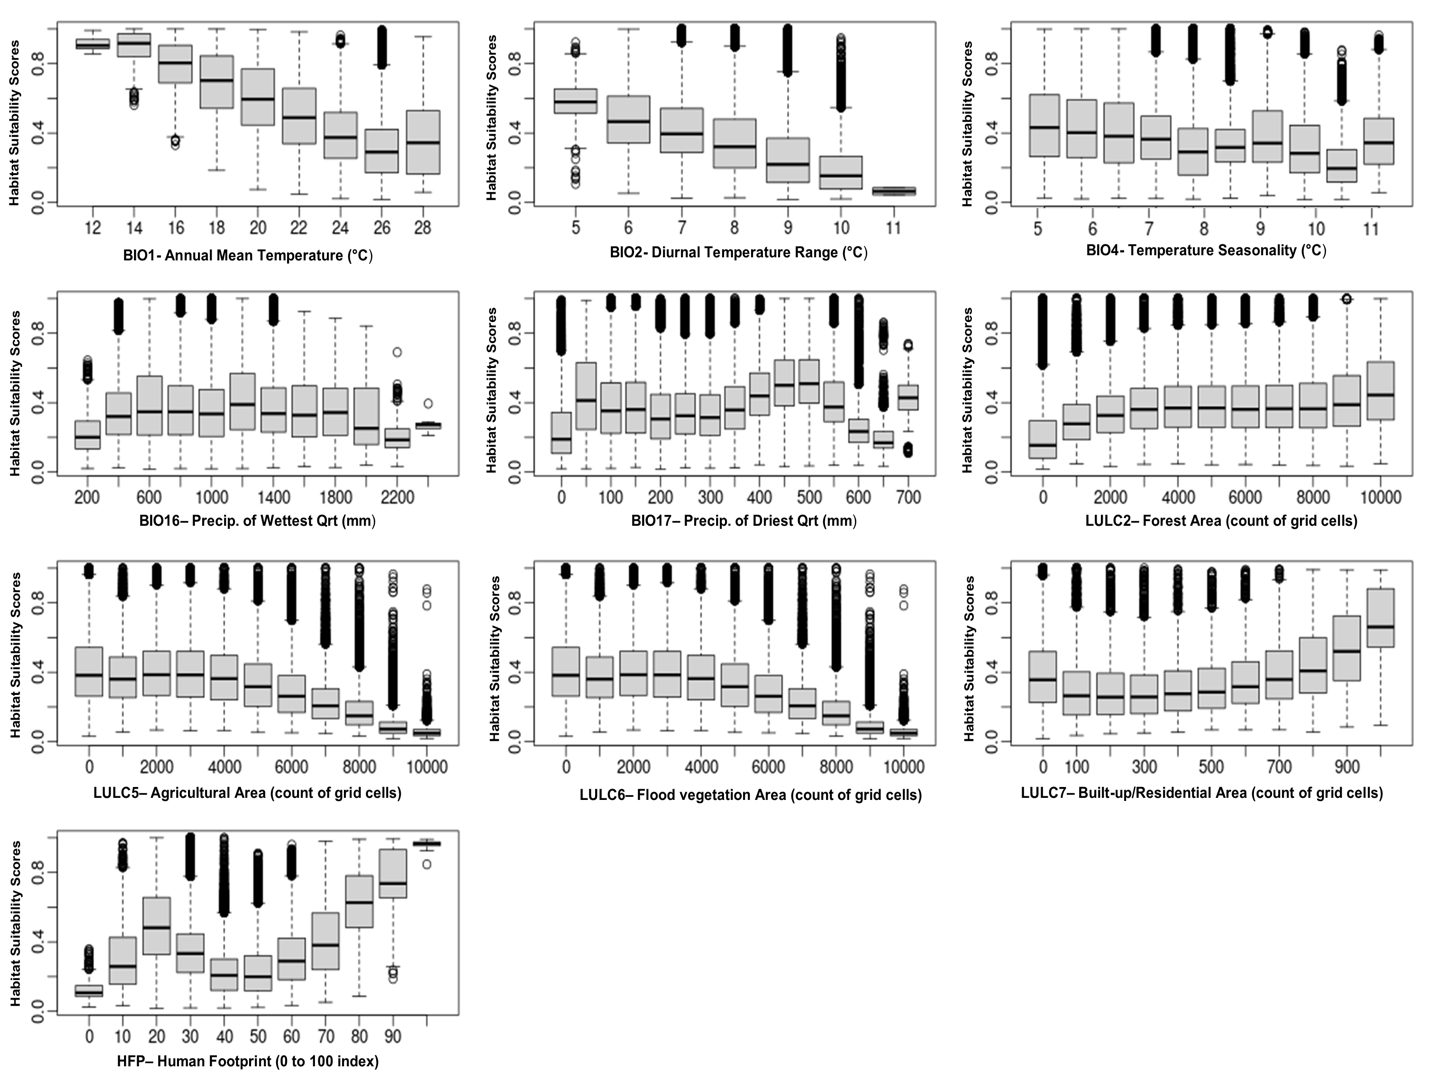 Habitat Suitability Scores
0.0 0.4 0.8
12 14 16 18 20 22 24 26 28
BIO1- Annual Mean Temperature (°C)
Habitat Suitability Scores
0.0 0.4 0.8
5 6 7 8 9 10 11
BIO2- Diurnal Temperature Range (°C)
Habitat Suitability Scores
0.0 0.4 0.8
5 6 7 8 9 10 11
BIO4- Temperature Seasonality (°C)
Habitat Suitability Scores
0.0 0.4 0.8
200 600 1000 1400 1800 2200
BIO16– Precip. of Wettest Qrt (mm)
Habitat Suitability Scores
0.0 0.4 0.8
0 100 200 300 400 500 600 700
BIO17– Precip. of Driest Qrt (mm)
Habitat Suitability Scores
0.0 0.4 0.8
0 2000 4000 6000 8000 10000
LULC2– Forest Area (count of grid cells)
Habitat Suitability Scores
0.0 0.4 0.8
0 2000 4000 6000 8000 10000
LULC5– Agricultural Area (count of grid cells)
Habitat Suitability Scores
0.0 0.4 0.8
0 2000 4000 6000 8000 10000
LULC6– Flood vegetation Area (count of grid cells)
Habitat Suitability Scores
0.0 0.4 0.8
0 100 300 500 700 900
LULC7– Built-up/Residential Area (count of grid cells)
Habitat Suitability Scores
0.0 0.4 0.8
0 10 20 30 40 50 60 70 80 90
HFP– Human Footprint (0 to 100 index)